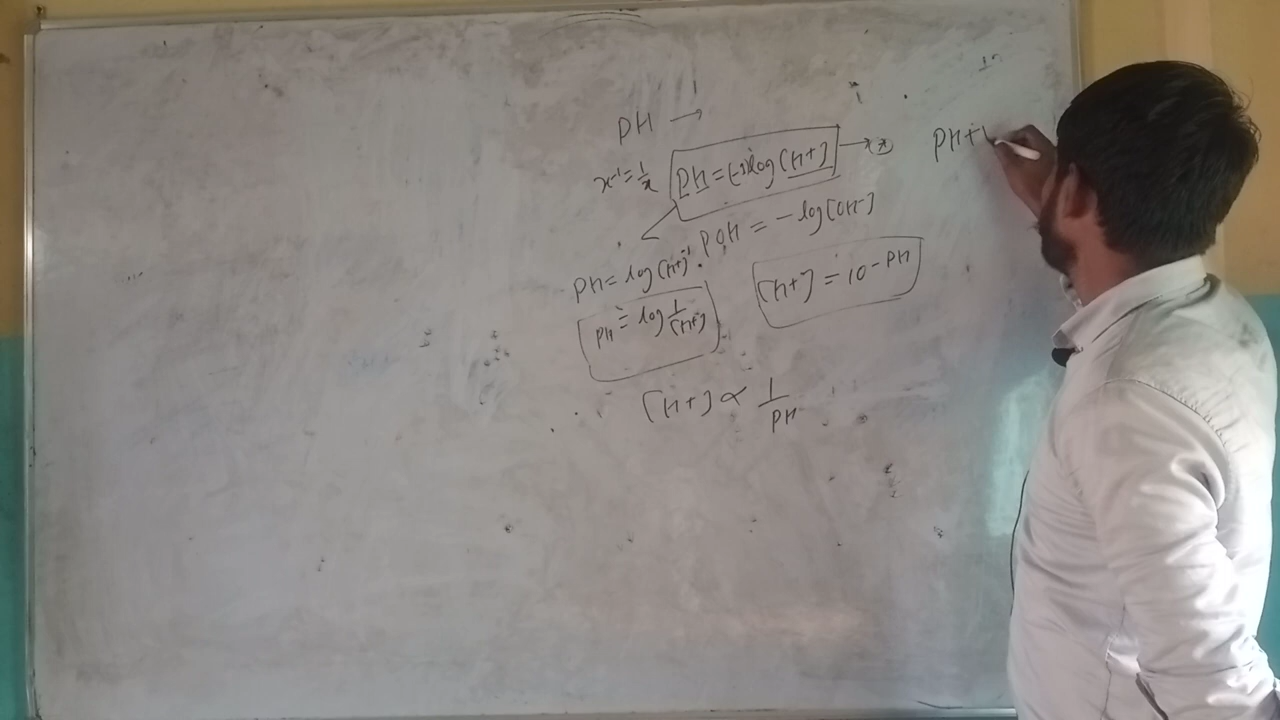 PH →
x⁻¹ = 1/x
PH = (-1)log[H+] → *
POH = -log[OH-]
PH = log[H+]⁻¹
PH = log 1/[H+]
[H+] = 10^-PH
[H+] ∝ 1/PH
PH+